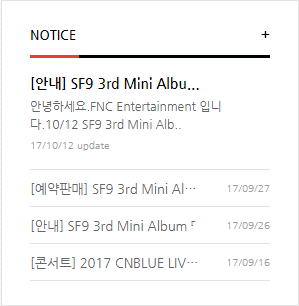 NOTICE +
[안내] SF9 3rd Mini Albu...
안녕하세요.FNC Entertainment 입니
다.10/12 SF9 3rd Mini Alb..
17/10/12 update
[예약판매] SF9 3rd Mini Al··· 17/09/27
[안내] SF9 3rd Mini Album「 17/09/26
[콘서트] 2017 CNBLUE LIV··· 17/09/16